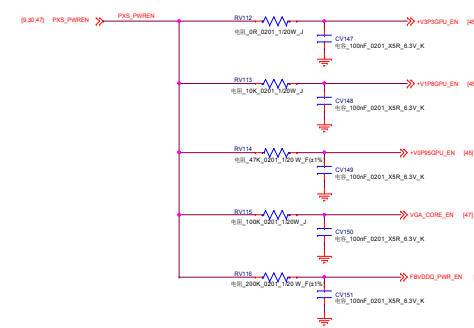 RV112
[9,30,47] PXS_PWREN PXS_PWREN +V3P3GPU_EN [45
电阻_0R_0201_1/20W_J
CV147
电容_100nF_0201_X5R_6.3V_K
RV113
+V1P8GPU_EN [45
电阻_10K_0201_1/20W_J
CV148
电容_100nF_0201_X5R_6.3V_K
RV114
+V0P95GPU_EN [45]
电阻_47K_0201_1/20 W_F(±1%
CV149
电容_100nF_0201_X5R_6.3V_K
RV115
VGA_CORE_EN [47]
电阻_100K_0201_1/20W_J
CV150
电容_100nF_0201_X5R_6.3V_K
RV116
FBVDDQ_PWR_EN
电阻_200K_0201_1/20 W_F(±1%
CV151
电容_100nF_0201_X5R_6.3V_K